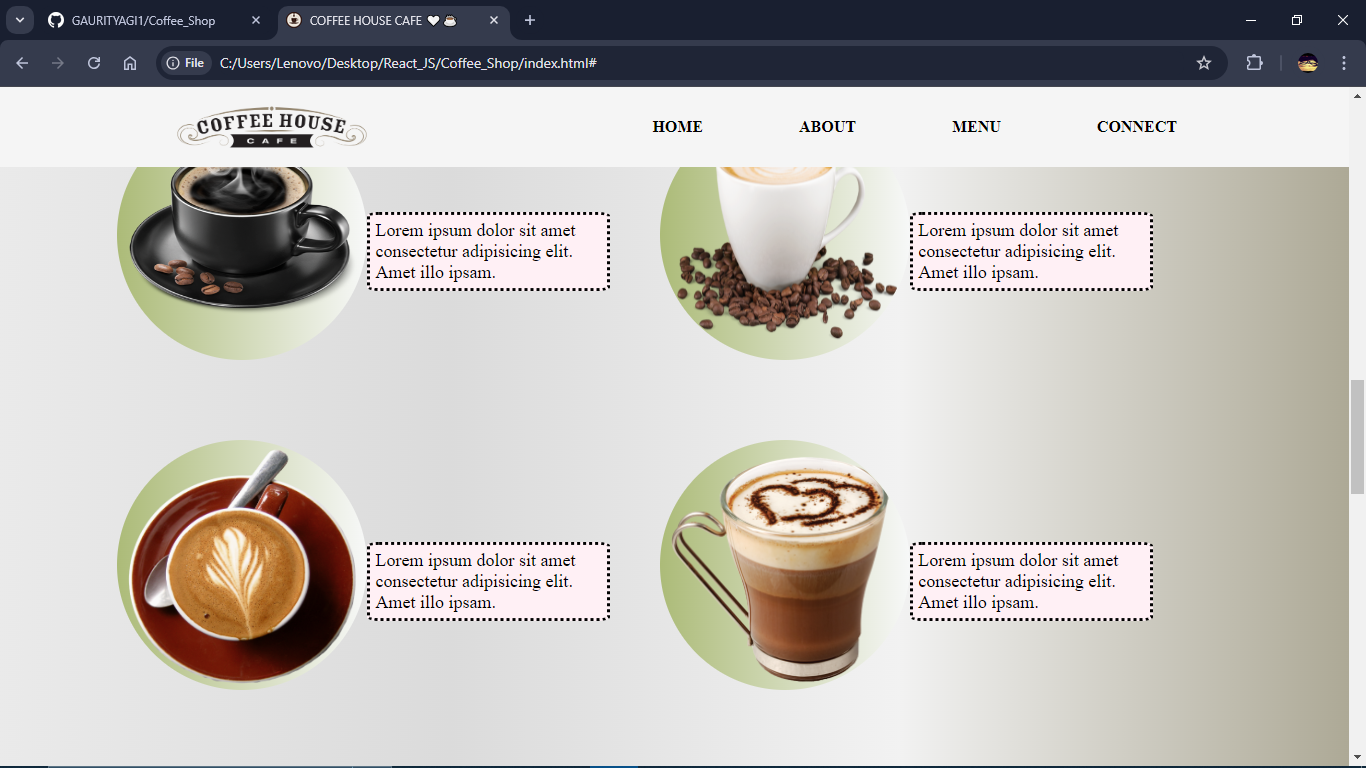 GAURITYAGI1/Coffee_Shop
COFFEE HOUSE CAFE ❤ ☕
File
C:/Users/Lenovo/Desktop/React_JS/Coffee_Shop/index.html#
COFFEE HOUSE
CAFE
HOME
ABOUT
MENU
CONNECT
Lorem ipsum dolor sit amet
consectetur adipisicing elit.
Amet illo ipsam.
Lorem ipsum dolor sit amet
consectetur adipisicing elit.
Amet illo ipsam.
Lorem ipsum dolor sit amet
consectetur adipisicing elit.
Amet illo ipsam.
Lorem ipsum dolor sit amet
consectetur adipisicing elit.
Amet illo ipsam.